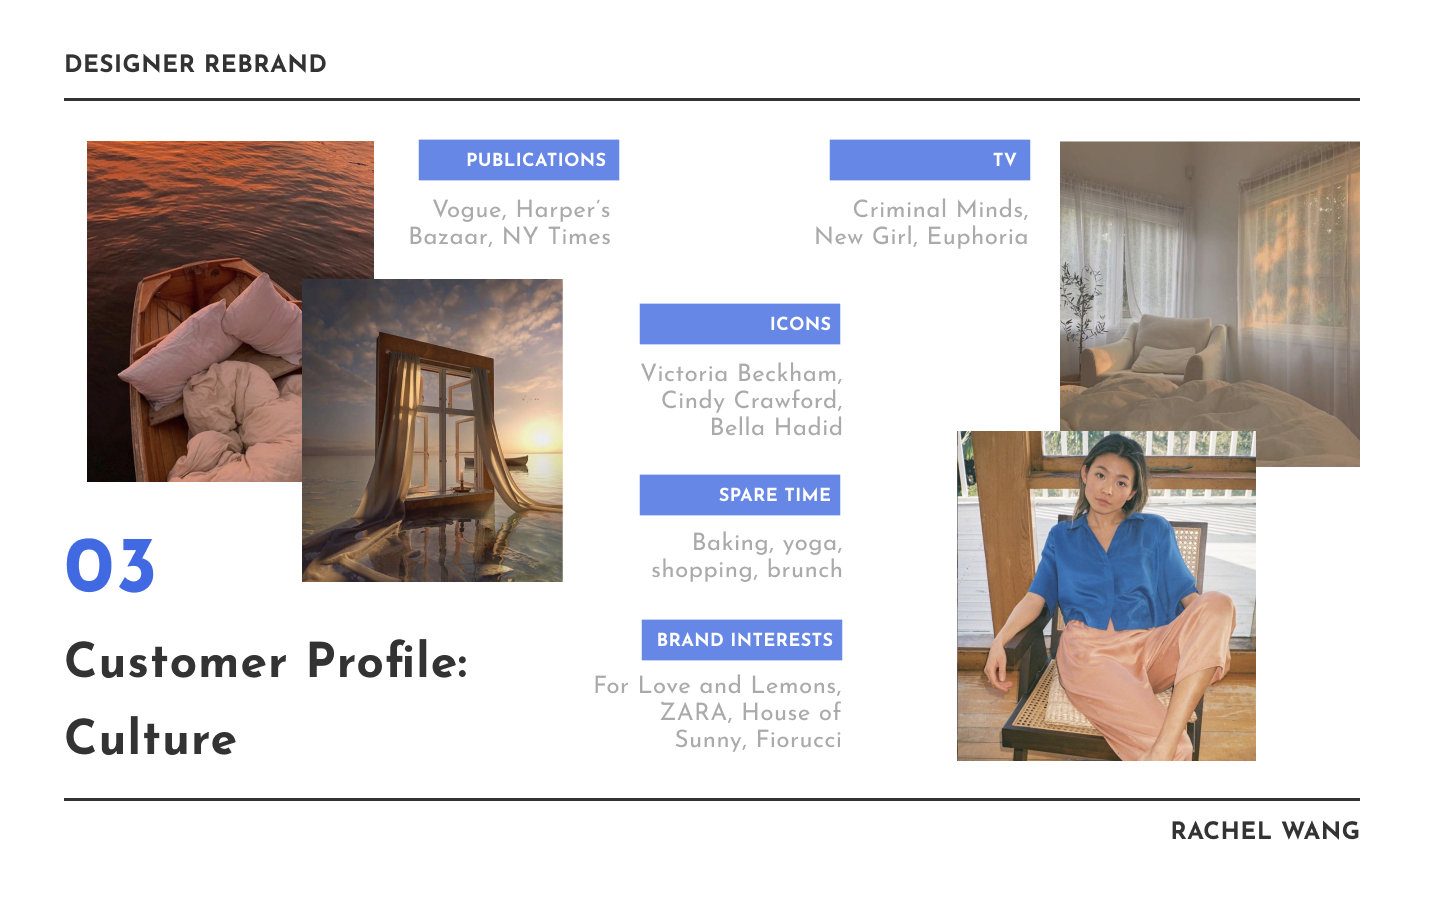 DESIGNER REBRAND
PUBLICATIONS
Vogue, Harper's
Bazaar, NY Times
TV
Criminal Minds,
New Girl, Euphoria
ICONS
Victoria Beckham,
Cindy Crawford,
Bella Hadid
SPARE TIME
Baking, yoga,
shopping, brunch
BRAND INTERESTS
For Love and Lemons,
ZARA, House of
Sunny, Fiorucci
03
Customer Profile:
Culture
RACHEL WANG